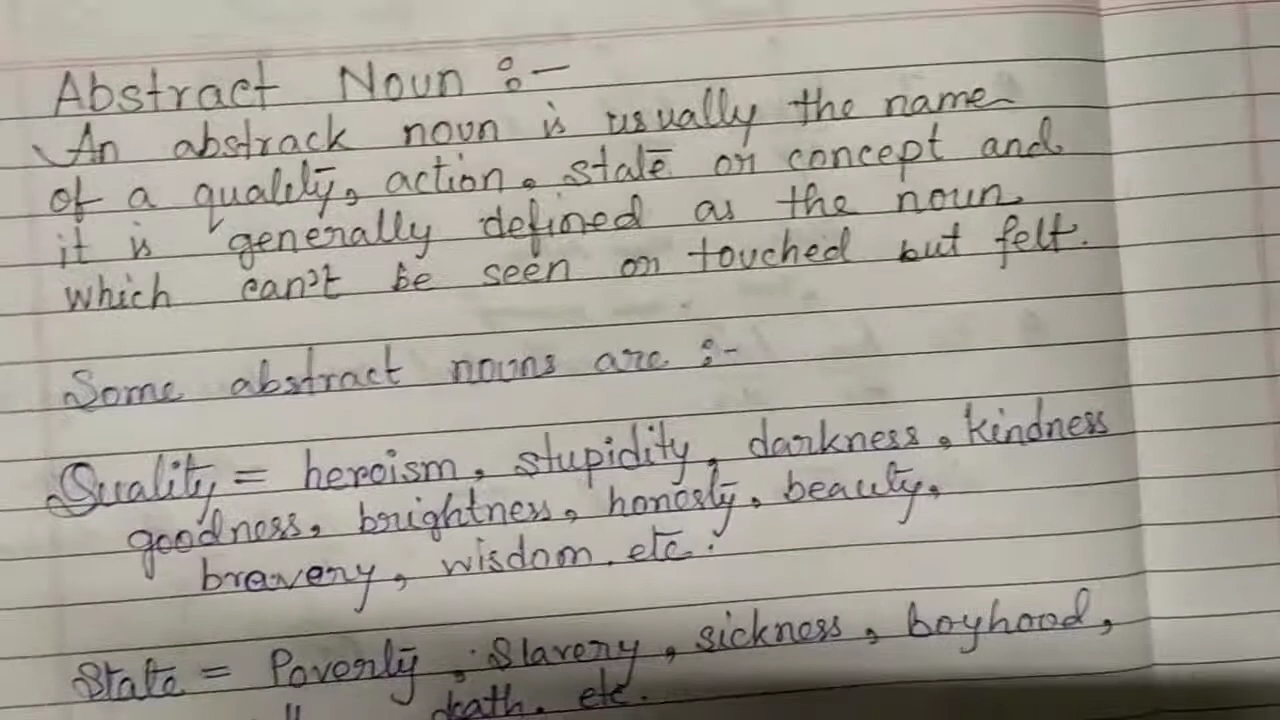 Abstract Noun :-
An abstrack noun is usually the name
of a quality, action, state or concept and
it is generally defined as the noun.
which can't be seen or touched but felt.
Some abstract nouns are :-
Quality = heroism, stupidity, darkness, kindness
goodness, brightness, honesty, beauty,
bravery, wisdom. etc.
State = Poverty, Slavery, sickness, boyhood,
death. etc.